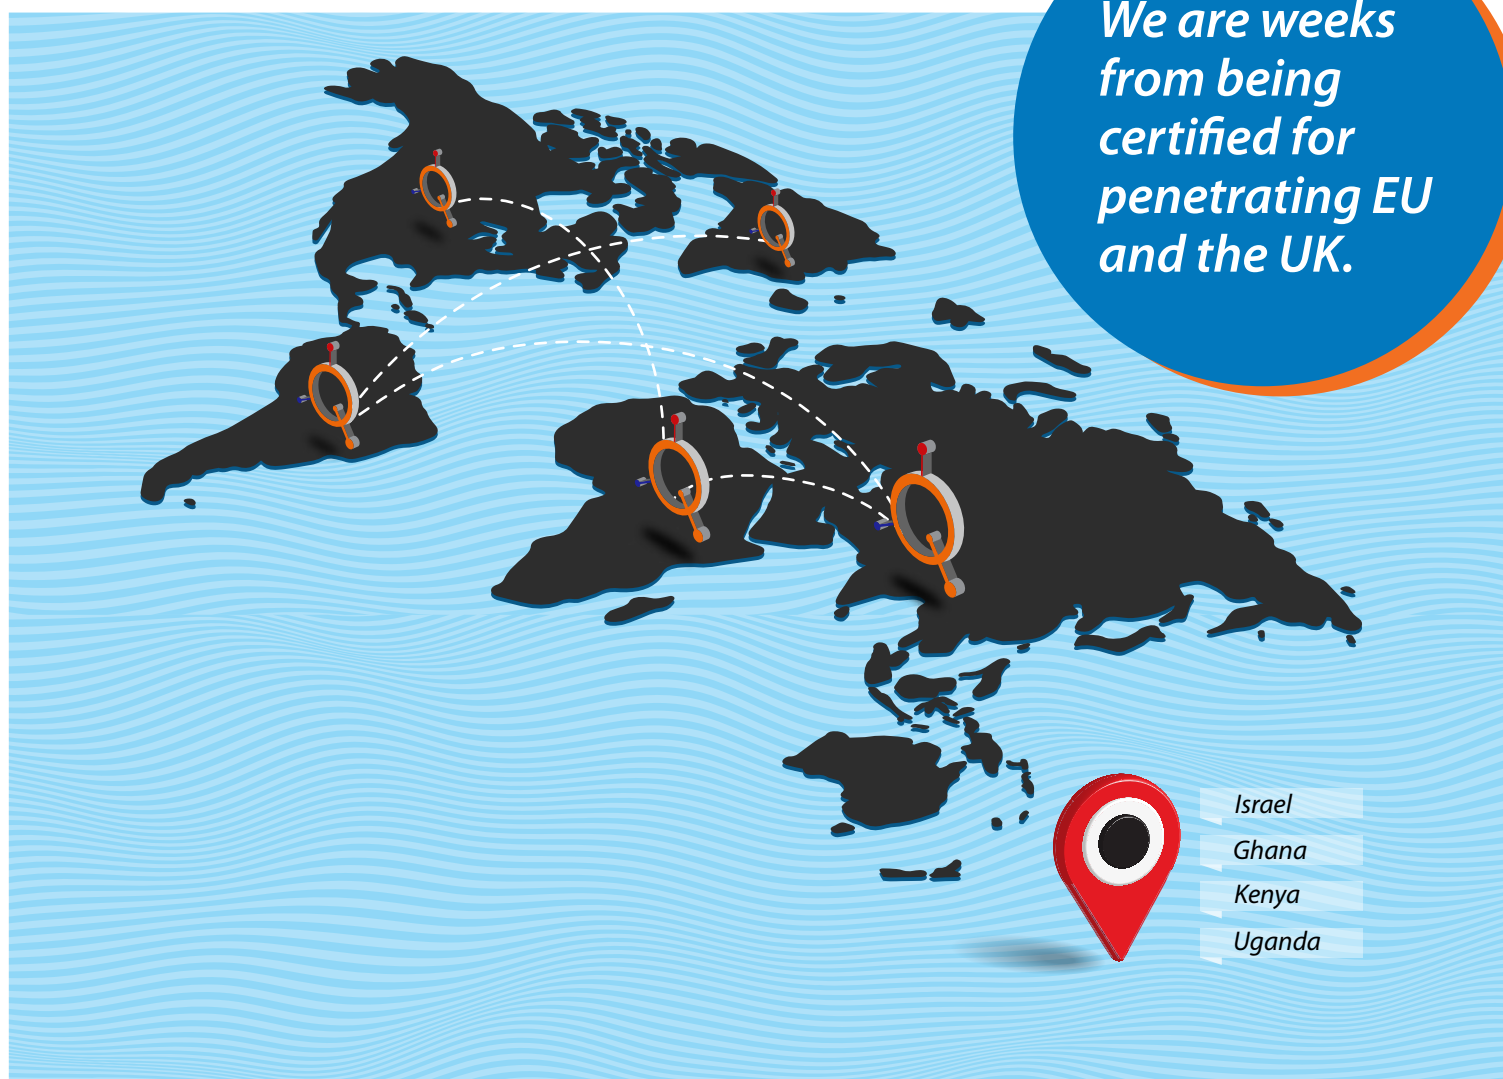 We are weeks
from being
certified for
penetrating EU
and the UK.
Israel
Ghana
Kenya
Uganda